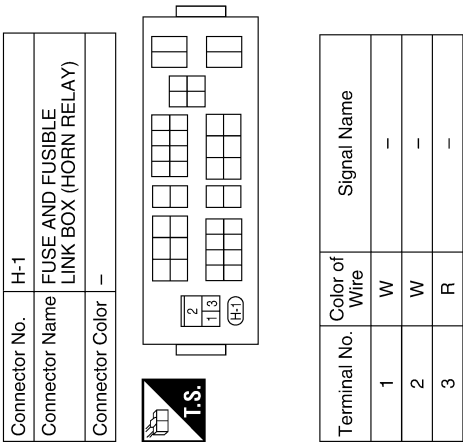 Connector No. H-1
Connector Name FUSE AND FUSIBLE
LINK BOX (HORN RELAY)
Connector Color –
T.S.
2
1 3
H-1
Terminal No. Color of Wire Signal Name
1 W –
2 W –
3 R –